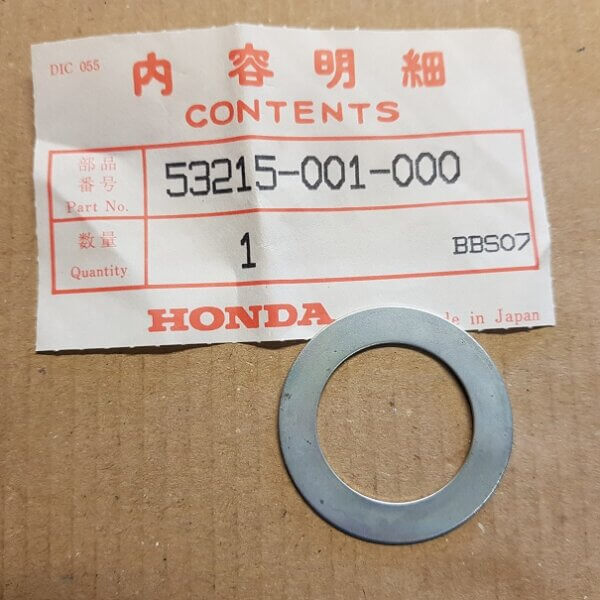 DIC 055
内容明細
CONTENTS
部品
番号
Part No.
53215-001-000
数量
Quantity
1
BBS07
HONDA
de in Japan